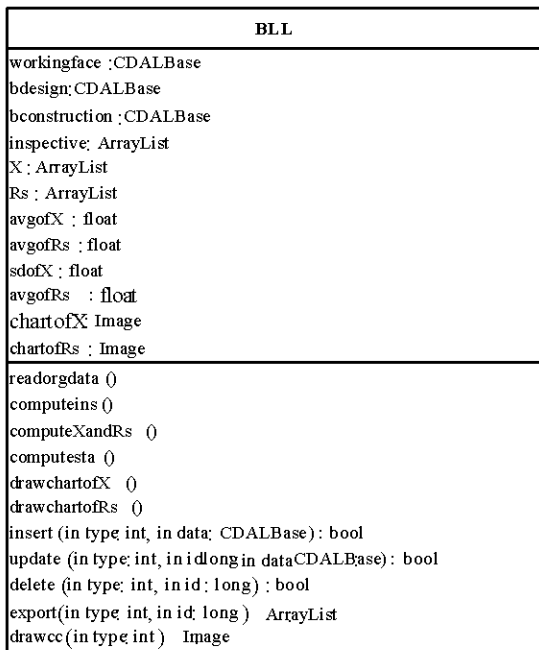 BLL
workingface :CDALBase
bdesign:CDALBase
bconstruction :CDALBase
inspective: ArrayList
X : ArrayList
Rs : ArrayList
avgofX : float
avgofRs : float
sdofX : float
avgofRs : float
chartofX: Image
chartofRs : Image
readorgdata ()
computeins ()
computeXandRs ()
computesta ()
drawchartofX ()
drawchartofRs ()
insert (in type: int, in data: CDALBase) : bool
update (in type: int, in idlong in dataCDALBase) : bool
delete (in type: int, in id : long) : bool
export(in type: int, in id: long) ArrayList
drawcc(in type: int) Image